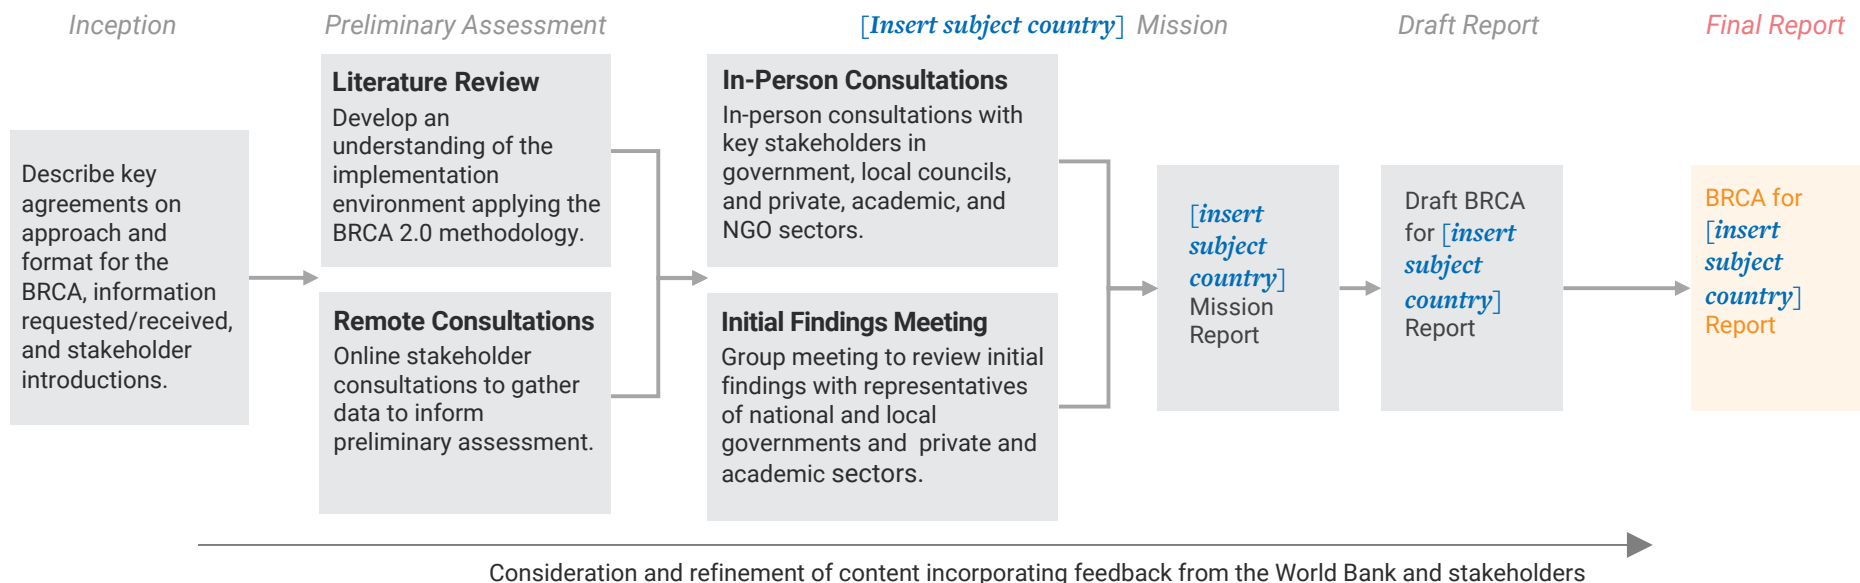 Inception
Preliminary Assessment
[Insert subject country] Mission
Draft Report
Final Report
Describe key
agreements on
approach and
format for the
BRCA, information
requested/received,
and stakeholder
introductions.
Literature Review
Develop an
understanding of the
implementation
environment applying the
BRCA 2.0 methodology.
Remote Consultations
Online stakeholder
consultations to gather
data to inform
preliminary assessment.
In-Person Consultations
In-person consultations with
key stakeholders in
government, local councils,
and private, academic, and
NGO sectors.
Initial Findings Meeting
Group meeting to review initial
findings with representatives
of national and local
governments and private and
academic sectors.
[insert
subject
country]
Mission
Report
Draft BRCA
for [insert
subject
country]
Report
BRCA for
[insert
subject
country]
Report
Consideration and refinement of content incorporating feedback from the World Bank and stakeholders